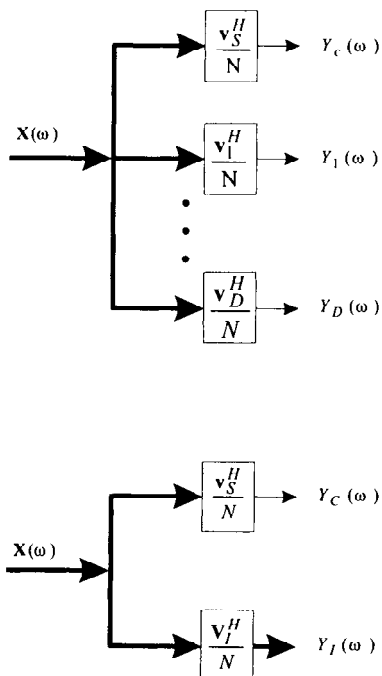 v_S^H / N Y_c(ω)
X(ω) v_1^H / N Y_1(ω)
v_D^H / N Y_D(ω)
v_S^H / N Y_C(ω)
X(ω)
V_I^H / N Y_I(ω)